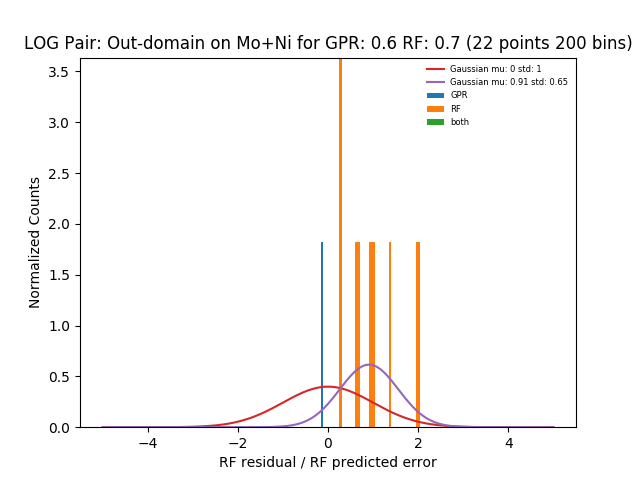 LOG Pair: Out-domain on Mo+Ni for GPR: 0.6 RF: 0.7 (22 points 200 bins)
Gaussian mu: 0 std: 1
Gaussian mu: 0.91 std: 0.65
GPR
RF
both
Normalized Counts
3.5
3.0
2.5
2.0
1.5
1.0
0.5
0.0
−4
−2
0
2
4
RF residual / RF predicted error